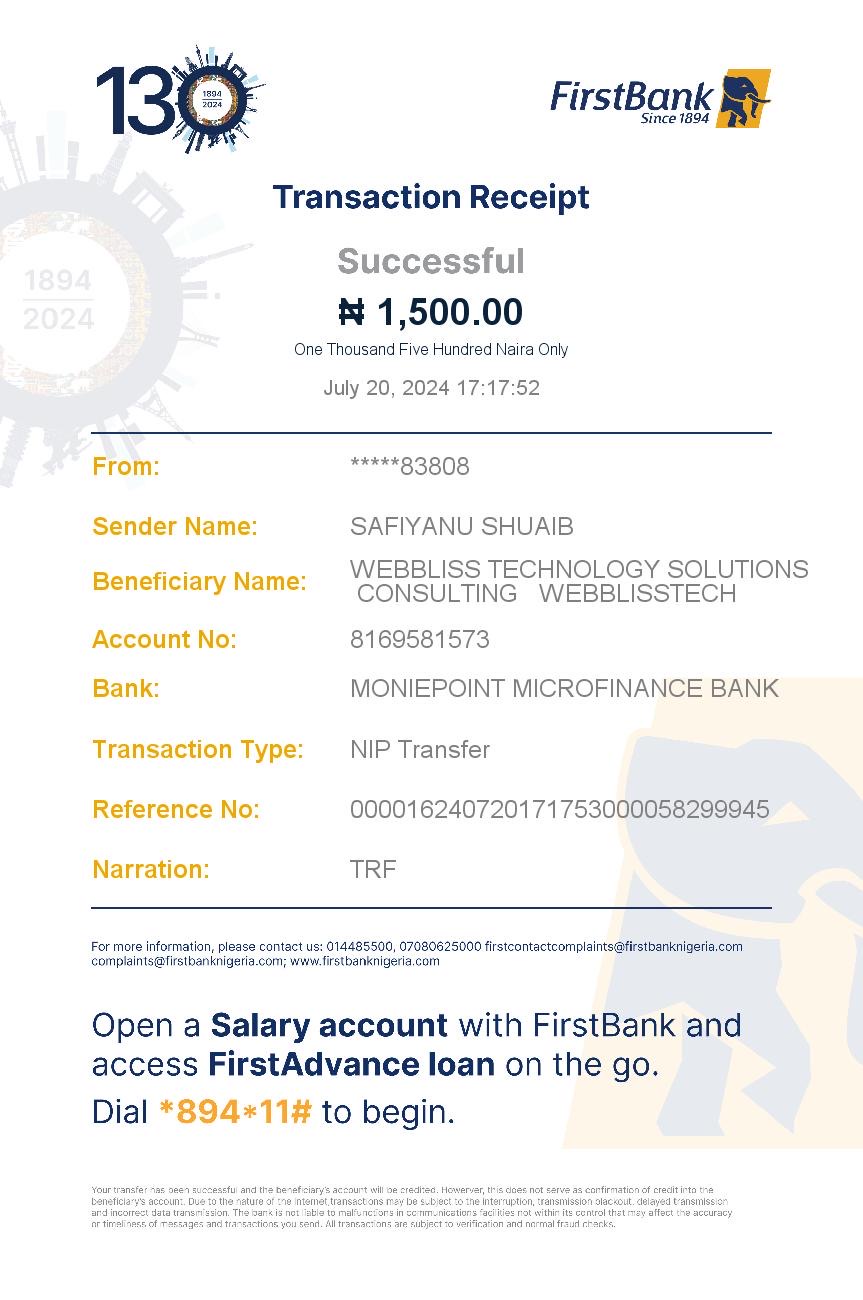 130
1894
2024
FirstBank
Since 1894
Transaction Receipt
1894
2024
Successful
₦ 1,500.00
One Thousand Five Hundred Naira Only
July 20, 2024 17:17:52
From: *****83808
Sender Name: SAFIYANU SHUAIB
Beneficiary Name: WEBBLISS TECHNOLOGY SOLUTIONS
CONSULTING WEBBLISSTECH
Account No: 8169581573
Bank: MONIEPOINT MICROFINANCE BANK
Transaction Type: NIP Transfer
Reference No: 000016240720171753000058299945
Narration: TRF
For more information, please contact us: 014485500, 07080625000 firstcontactcomplaints@firstbanknigeria.com
complaints@firstbanknigeria.com; www.firstbanknigeria.com
Open a Salary account with FirstBank and
access FirstAdvance loan on the go.
Dial *894*11# to begin.
Your transfer has been successful and the beneficiary's account will be credited. However, this does not serve as confirmation of credit into the
beneficiary's account. Due to the nature of the internet,transactions may be subject to the interruption, transmission blackout, delayed transmission
and incorrect data transmission. The bank is not liable to malfunctions in communications facilities not within its control that may affect the accuracy
or timeliness of messages and transactions you send. All transactions are subject to verification and normal fraud checks.